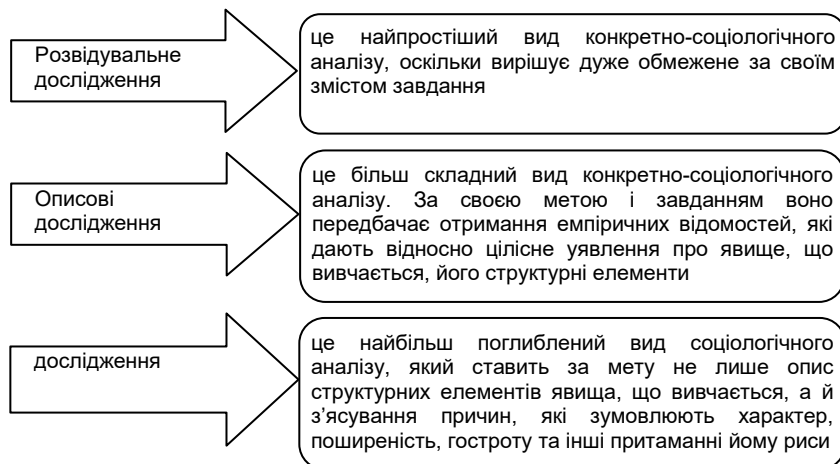 Розвідувальне
дослідження
це найпростіший вид конкретно-соціологічного
аналізу, оскільки вирішує дуже обмежене за своїм
змістом завдання
Описові
дослідження
це більш складний вид конкретно-соціологічного
аналізу. За своєю метою і завданням воно
передбачає отримання емпіричних відомостей, які
дають відносно цілісне уявлення про явище, що
вивчається, його структурні елементи
дослідження
це найбільш поглиблений вид соціологічного
аналізу, який ставить за мету не лише опис
структурних елементів явища, що вивчається, а й
з’ясування причин, які зумовлюють характер,
поширеність, гостроту та інші притаманні йому риси